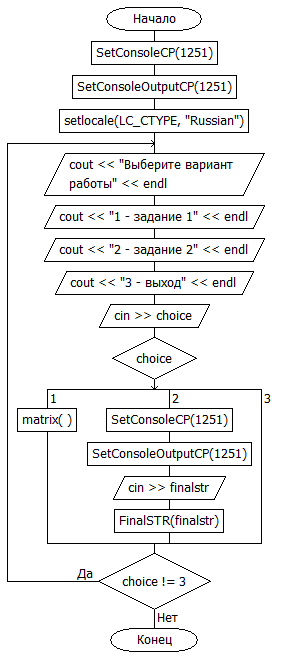 Начало
SetConsoleCP(1251)
SetConsoleOutputCP(1251)
setlocale(LC_CTYPE, "Russian")
cout << "Выберите вариант
работы" << endl
cout << "1 - задание 1" << endl
cout << "2 - задание 2" << endl
cout << "3 - выход" << endl
cin >> choice
choice
1
2
3
matrix( )
SetConsoleCP(1251)
SetConsoleOutputCP(1251)
cin >> finalstr
FinalSTR(finalstr)
Да
choice != 3
Нет
Конец